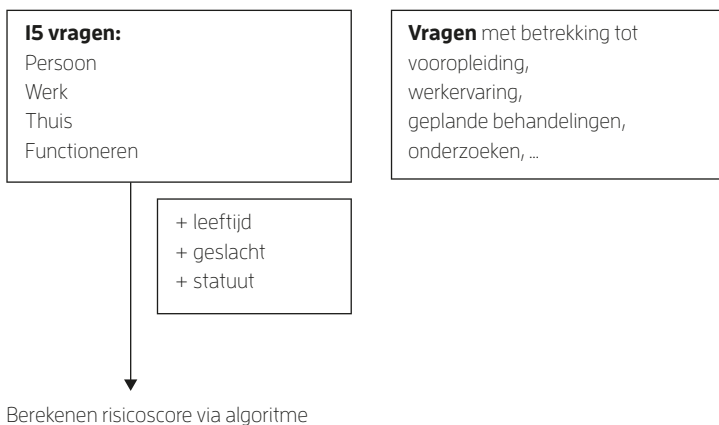 15 vragen:
Persoon
Werk
Thuis
Functioneren
Vragen met betrekking tot
vooropleiding,
werkervaring,
geplande behandelingen,
onderzoeken, ...
+ leeftijd
+ geslacht
+ statuut
Berekenen risicoscore via algoritme